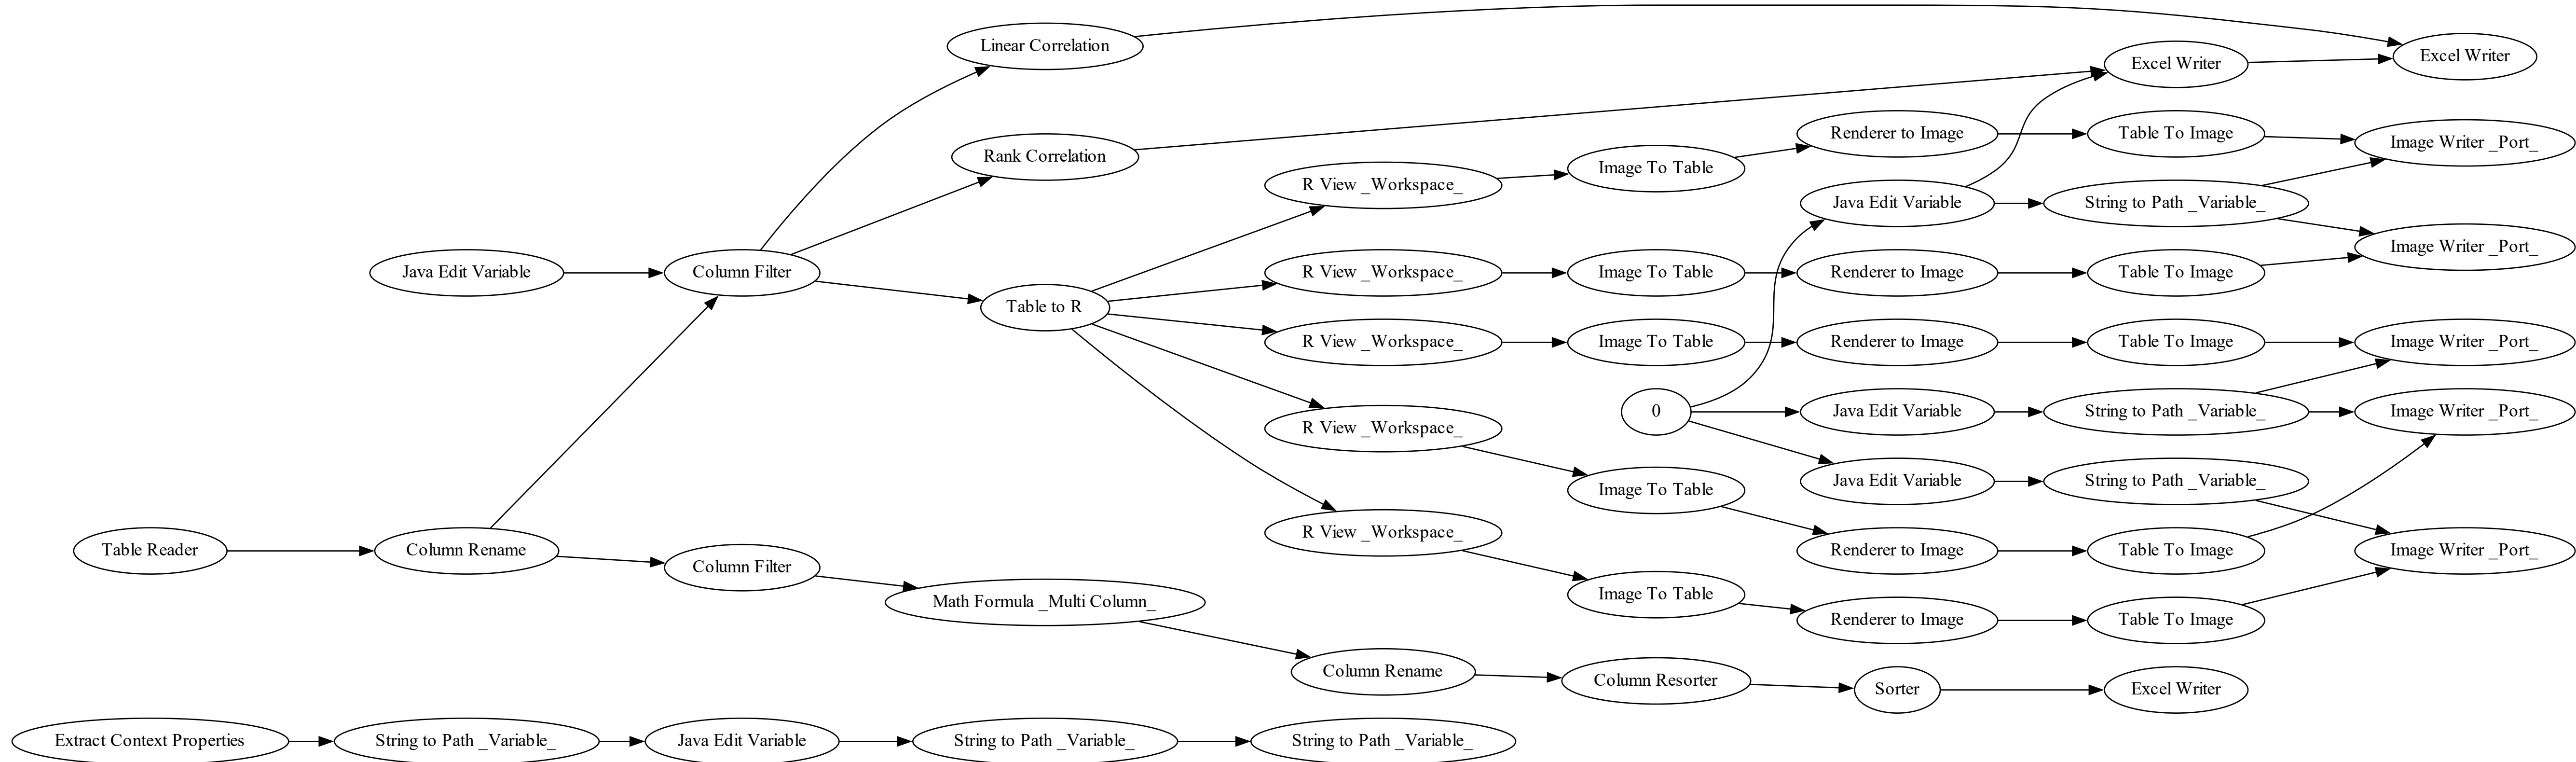 Linear Correlation
Excel Writer
Excel Writer
Renderer to Image
Table To Image
Image Writer _Port_
Rank Correlation
Image To Table
R View _Workspace_
Java Edit Variable
String to Path _Variable_
Image Writer _Port_
Java Edit Variable
Column Filter
R View _Workspace_
Image To Table
Renderer to Image
Table To Image
Table to R
R View _Workspace_
Image To Table
Renderer to Image
Table To Image
Image Writer _Port_
0
Java Edit Variable
String to Path _Variable_
Image Writer _Port_
R View _Workspace_
Image To Table
Java Edit Variable
String to Path _Variable_
R View _Workspace_
Table Reader
Column Rename
Column Filter
Renderer to Image
Table To Image
Image Writer _Port_
Math Formula _Multi Column_
Image To Table
Renderer to Image
Table To Image
Column Rename
Column Resorter
Sorter
Excel Writer
Extract Context Properties
String to Path _Variable_
Java Edit Variable
String to Path _Variable_
String to Path _Variable_